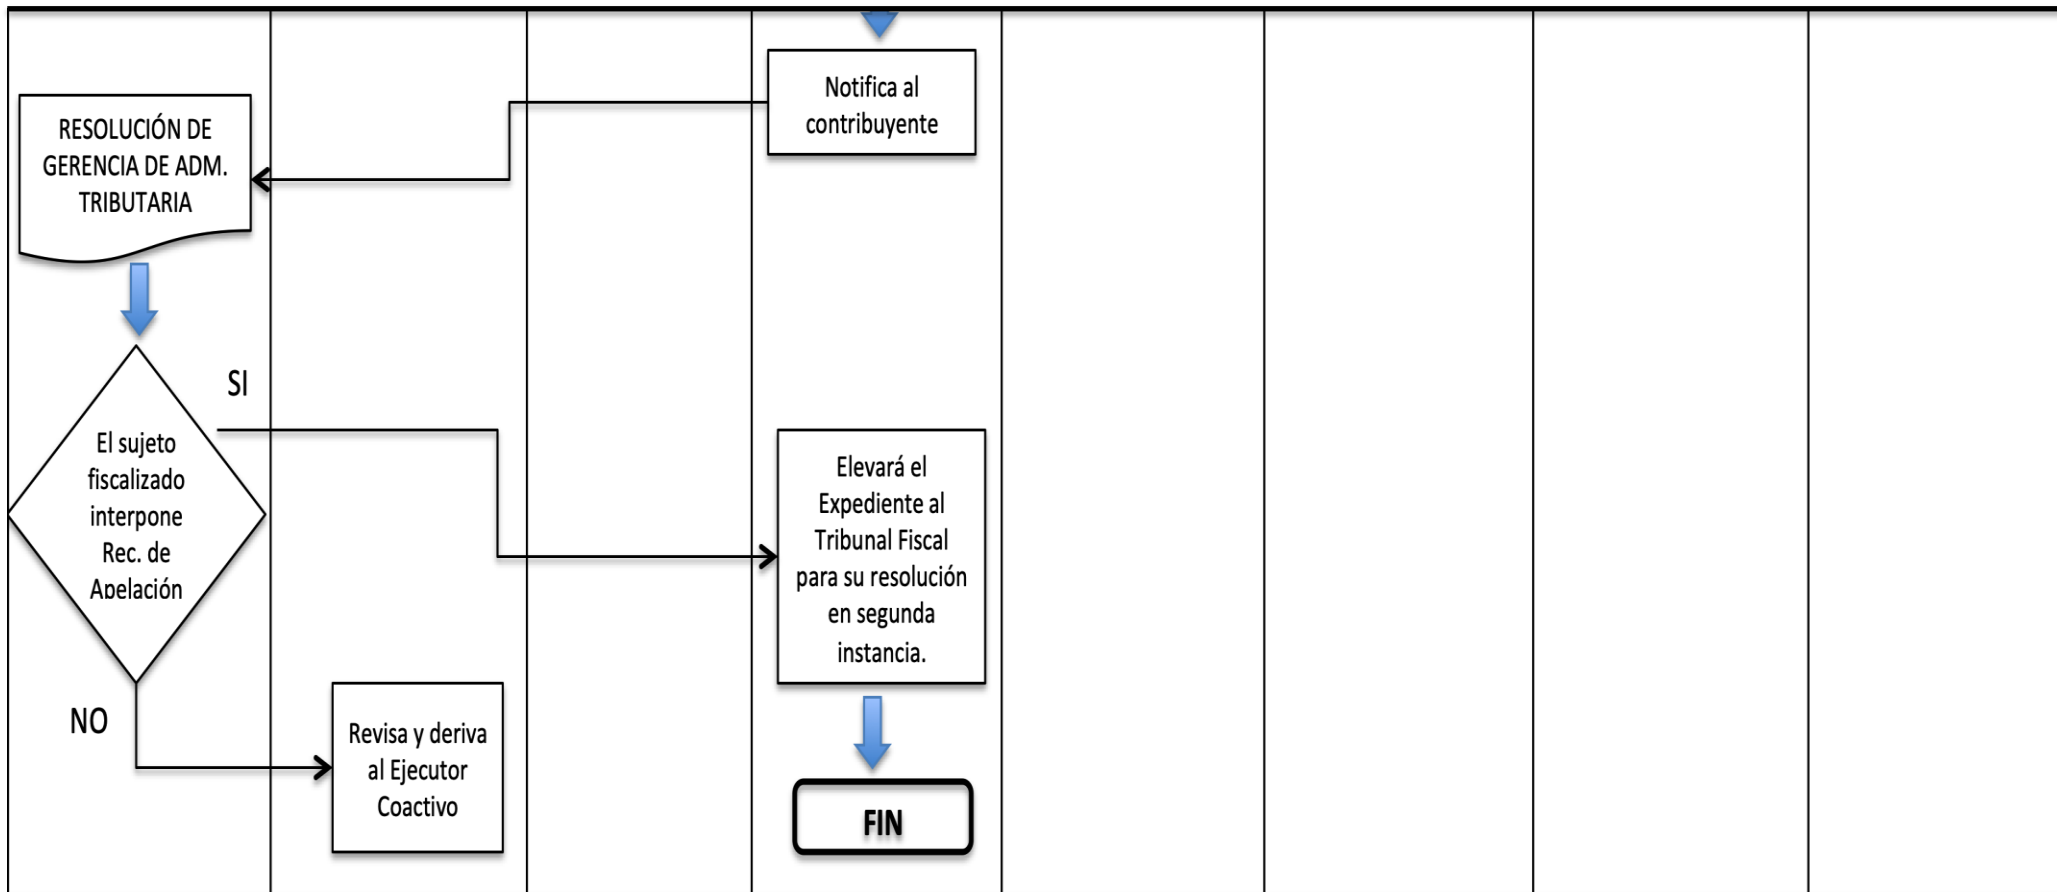 Notifica al
contribuyente
RESOLUCIÓN DE
GERENCIA DE ADM.
TRIBUTARIA
SI
El sujeto
fiscalizado
interpone
Rec. de
Apelación
Elevará el
Expediente al
Tribunal Fiscal
para su resolución
en segunda
instancia.
NO
Revisa y deriva
al Ejecutor
Coactivo
FIN